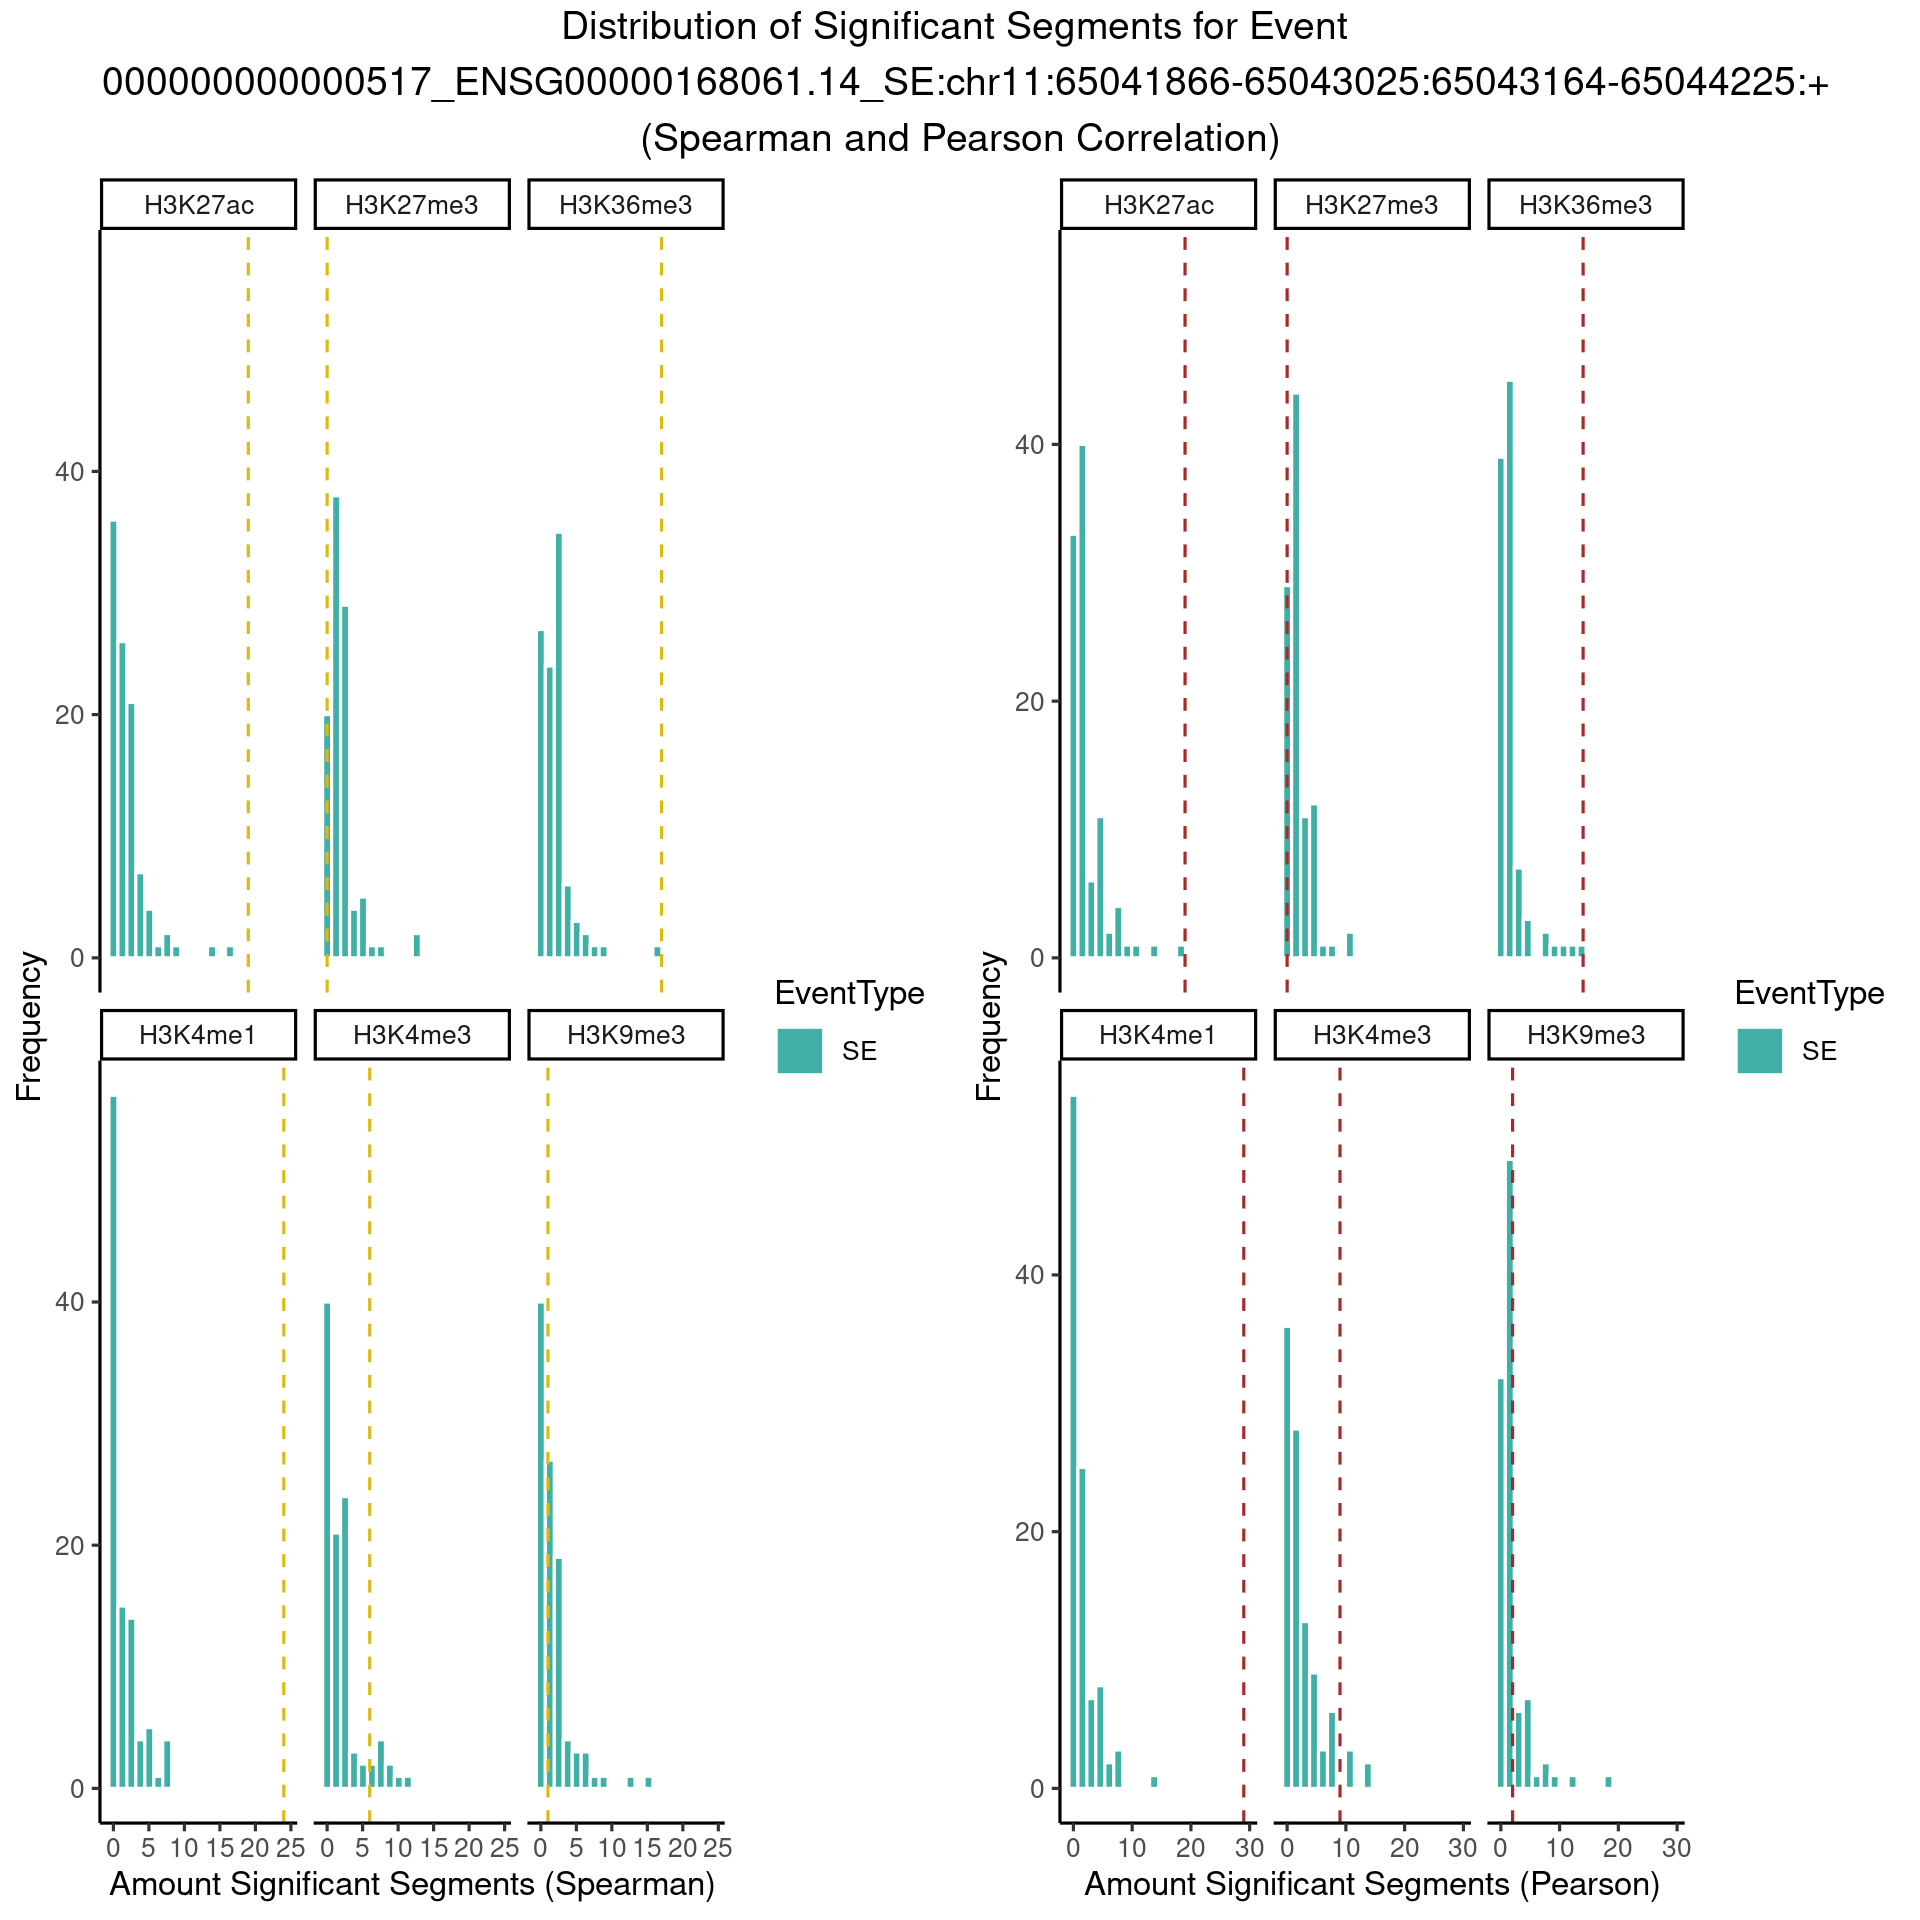 Distribution of Significant Segments for Event
000000000000517_ENSG00000168061.14_SE:chr11:65041866-65043025:65043164-65044225:+
(Spearman and Pearson Correlation)
H3K27ac H3K27me3 H3K36me3
40
20
0
H3K4me1 H3K4me3 H3K9me3
40
20
0
0 5 10 15 20 25 0 5 10 15 20 25 0 5 10 15 20 25
Amount Significant Segments (Spearman)
Frequency
EventType
SE
H3K27ac H3K27me3 H3K36me3
40
20
0
H3K4me1 H3K4me3 H3K9me3
40
20
0
0 10 20 30 0 10 20 30 0 10 20 30
Amount Significant Segments (Pearson)
Frequency
EventType
SE